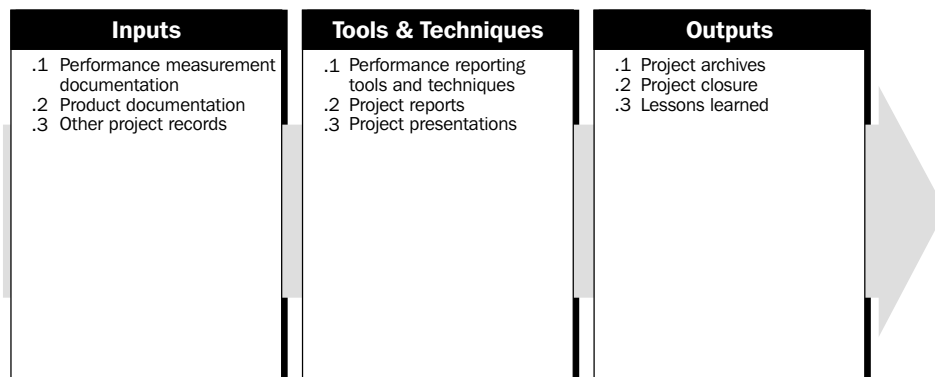 Inputs
.1 Performance measurement
documentation
.2 Product documentation
.3 Other project records
Tools & Techniques
.1 Performance reporting
tools and techniques
.2 Project reports
.3 Project presentations
Outputs
.1 Project archives
.2 Project closure
.3 Lessons learned